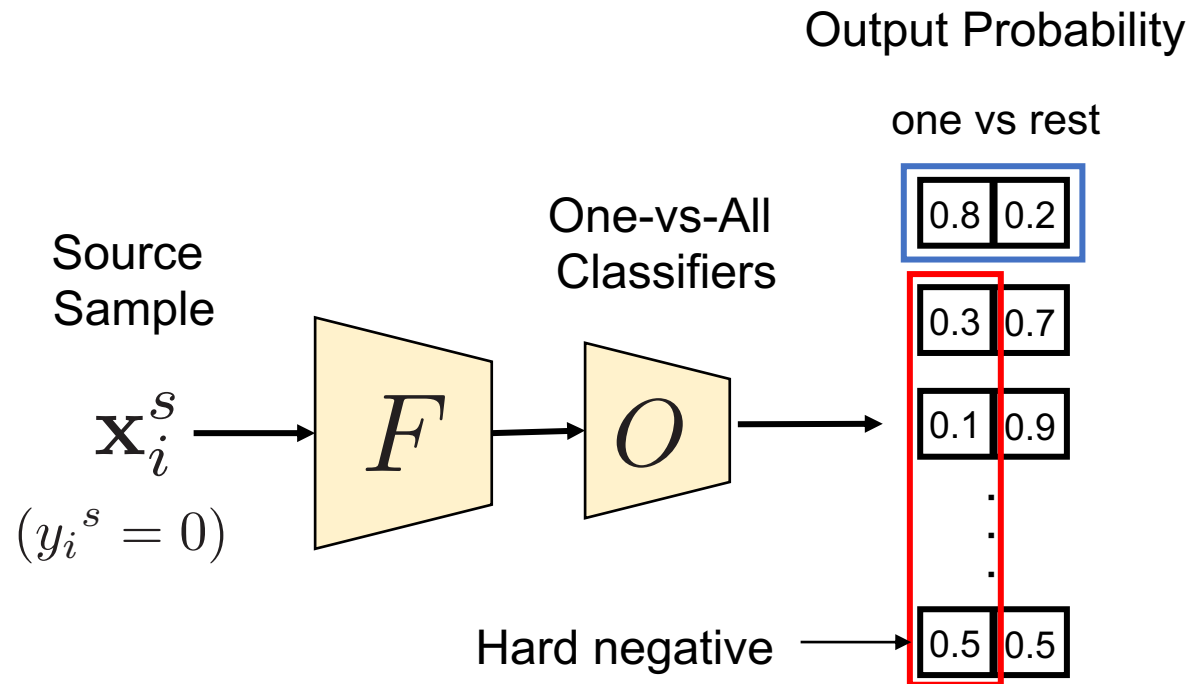 Output Probability
one vs rest
0.8 0.2
One-vs-All
Classifiers
Source
Sample
0.3 0.7
F
O
0.1 0.9
x_i^s
(y_i^s = 0)
.
.
.
Hard negative
0.5 0.5